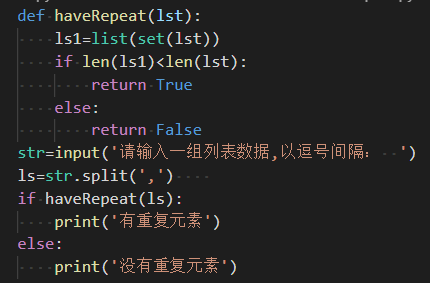 def haveRepeat(lst):
    ls1=list(set(lst))
    if len(ls1)<len(lst):
        return True
    else:
        return False
str=input('请输入一组列表数据,以逗号间隔:  ')
ls=str.split(',')
if haveRepeat(ls):
    print('有重复元素')
else:
    print('没有重复元素')